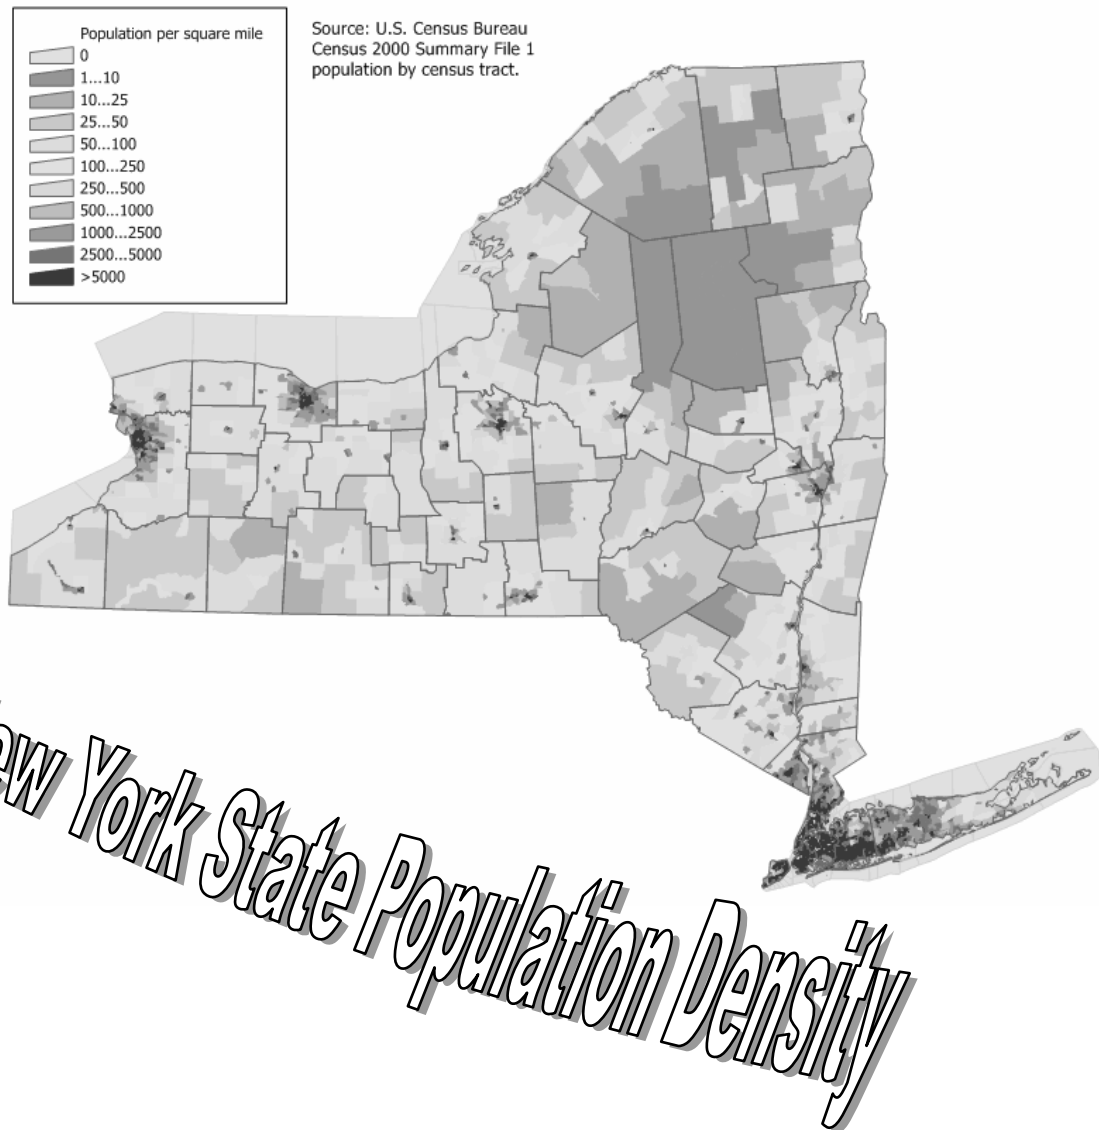 Population per square mile
0
1...10
10...25
25...50
50...100
100...250
250...500
500...1000
1000...2500
2500...5000
>5000
Source: U.S. Census Bureau
Census 2000 Summary File 1
population by census tract.
ew York State Population Density